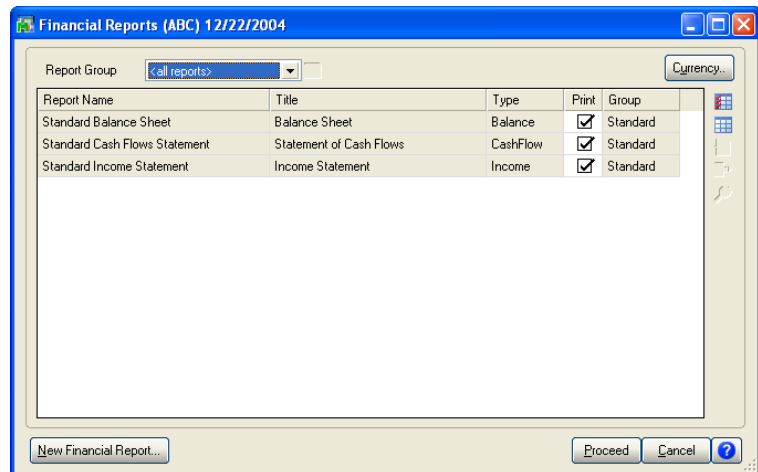 Financial Reports (ABC) 12/22/2004
Report Group <all reports> Currency..
Report Name Title Type Print Group
Standard Balance Sheet Balance Sheet Balance Standard
Standard Cash Flows Statement Statement of Cash Flows CashFlow Standard
Standard Income Statement Income Statement Income Standard
New Financial Report... Proceed Cancel ?